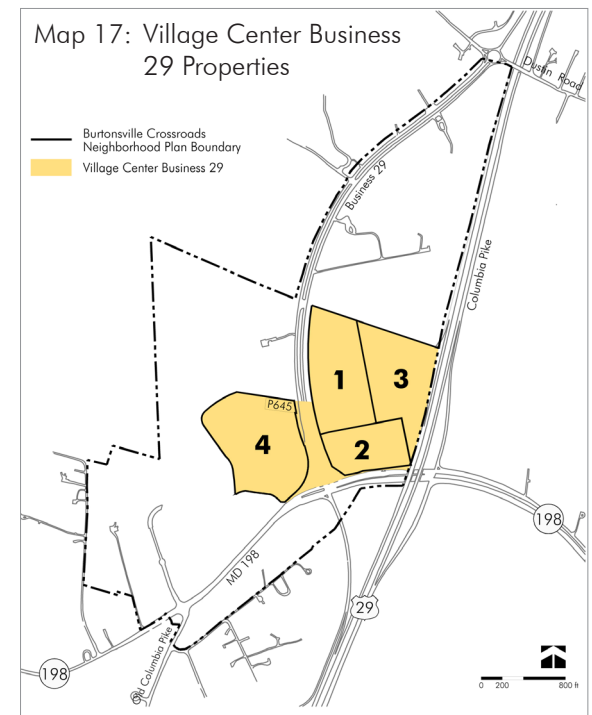 Map 17: Village Center Business
29 Properties
Burtonsville Crossroads
Neighborhood Plan Boundary
Village Center Business 29
Dustin Road
Business 29
Columbia Pike
1
3
P645
2
4
198
MD 198
29
Old Columbia Pike
198
0 200 800 ft